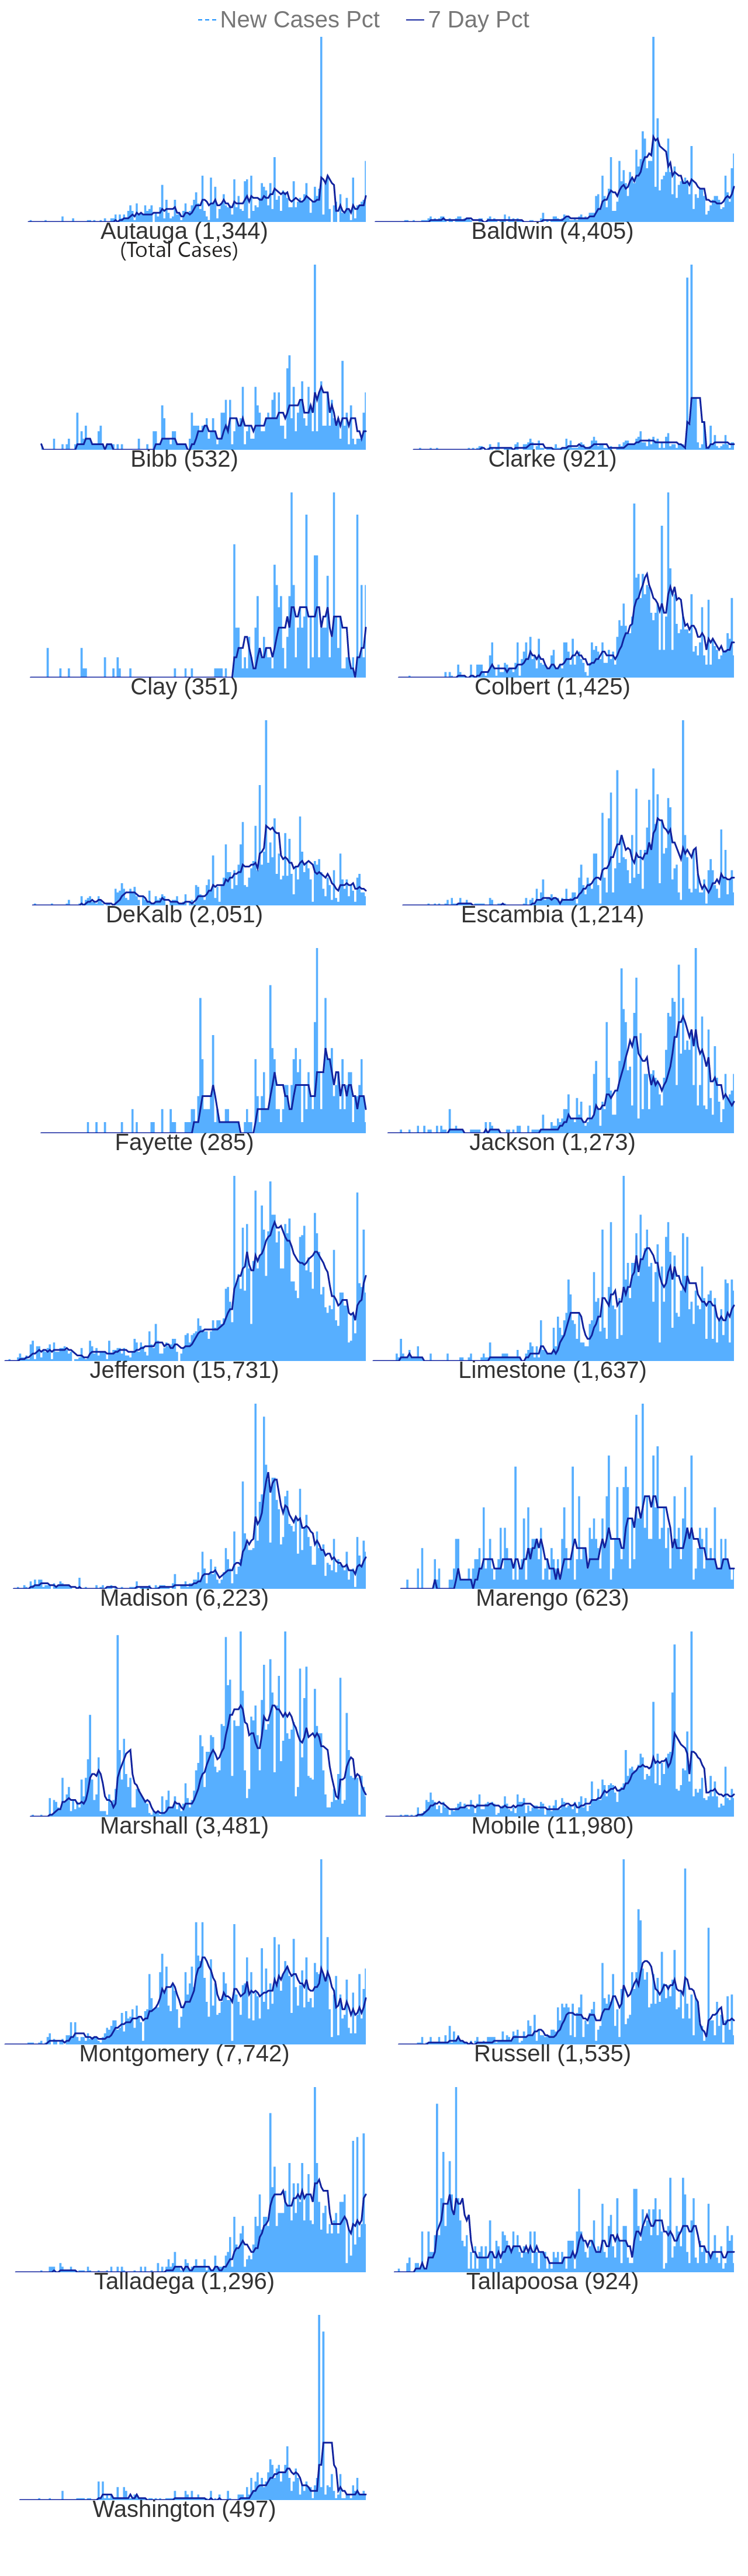 New Cases Pct 7 Day Pct
Autauga (1,344) Baldwin (4,405)
(Total Cases)
Bibb (532) Clarke (921)
Clay (351) Colbert (1,425)
DeKalb (2,051) Escambia (1,214)
Fayette (285) Jackson (1,273)
Jefferson (15,731) Limestone (1,637)
Madison (6,223) Marengo (623)
Marshall (3,481) Mobile (11,980)
Montgomery (7,742) Russell (1,535)
Talladega (1,296) Tallapoosa (924)
Washington (497)